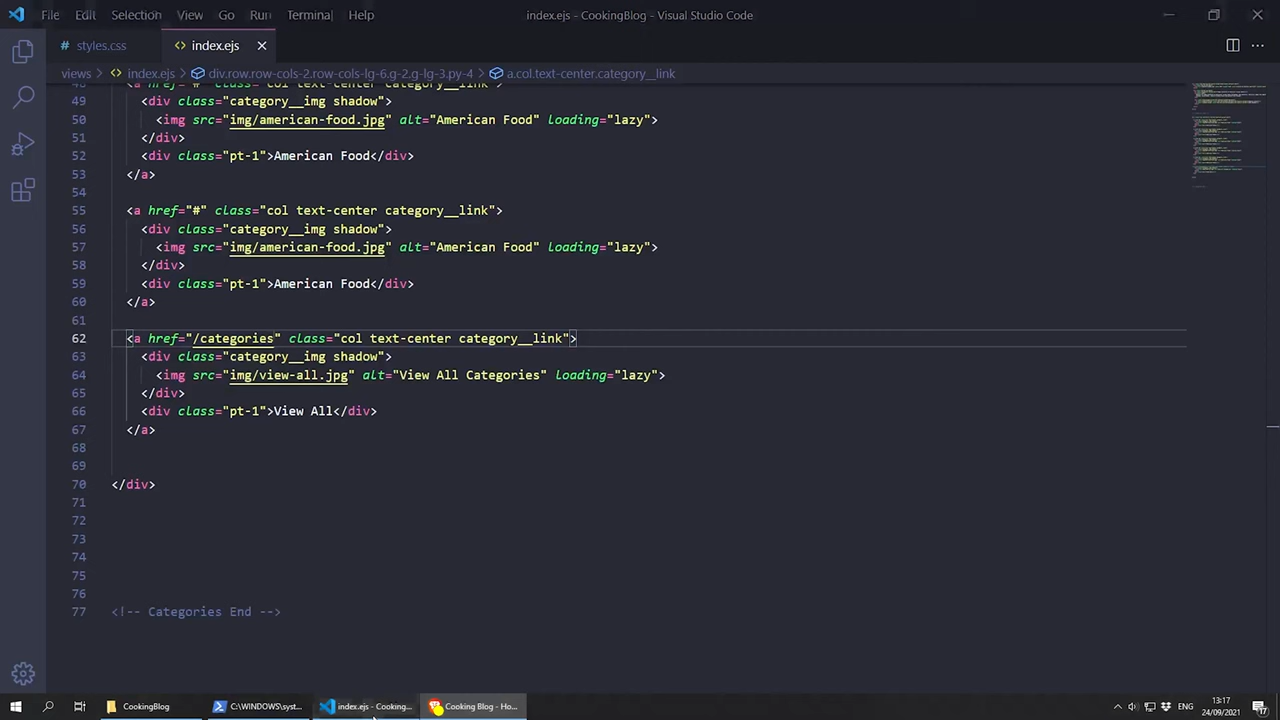 File Edit Selection View Go Run Terminal Help index.ejs - CookingBlog - Visual Studio Code
styles.css index.ejs
views > index.ejs > div.row.row-cols-2.row-cols-lg-6.g-2.g-lg-3.py-4 > a.col.text-center.category__link
48 <a href="#" class="col text-center category__link">
49 <div class="category__img shadow">
50 <img src="img/american-food.jpg" alt="American Food" loading="lazy">
51 </div>
52 <div class="pt-1">American Food</div>
53 </a>
54
55 <a href="#" class="col text-center category__link">
56 <div class="category__img shadow">
57 <img src="img/american-food.jpg" alt="American Food" loading="lazy">
58 </div>
59 <div class="pt-1">American Food</div>
60 </a>
61
62 <a href="/categories" class="col text-center category__link">
63 <div class="category__img shadow">
64 <img src="img/view-all.jpg" alt="View All Categories" loading="lazy">
65 </div>
66 <div class="pt-1">View All</div>
67 </a>
68
69
70 </div>
71
72
73
74
75
76
77 <!-- Categories End -->
CookingBlog C:\WINDOWS\syst... index.ejs - Cooking... Cooking Blog - Ho... ENG 13:17
24/09/2021 17